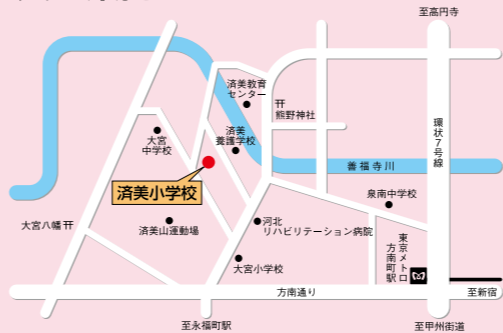 至高円寺
済美教育
センター
熊野神社
大宮
中学校
済美
養護学校
環状7号線
善福寺川
済美小学校
泉南中学校
大宮八幡
済美山運動場
河北
リハビリテーション病院
東京メトロ
方南町駅
大宮小学校
方南通り
至新宿
至永福町駅
至甲州街道